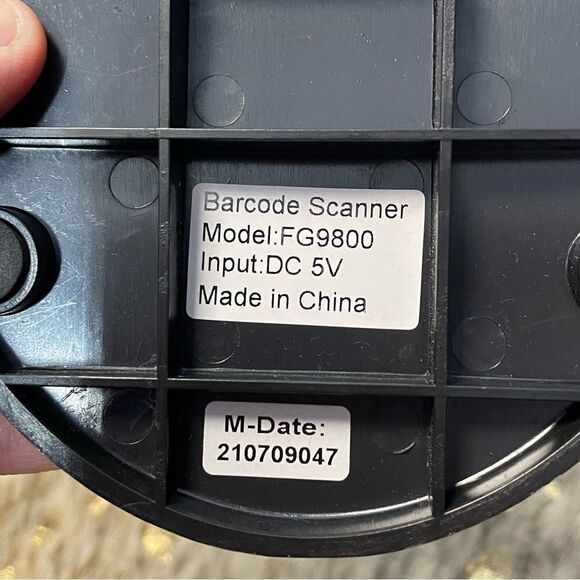 Barcode Scanner
Model:FG9800
Input:DC 5V
Made in China
M-Date:
210709047